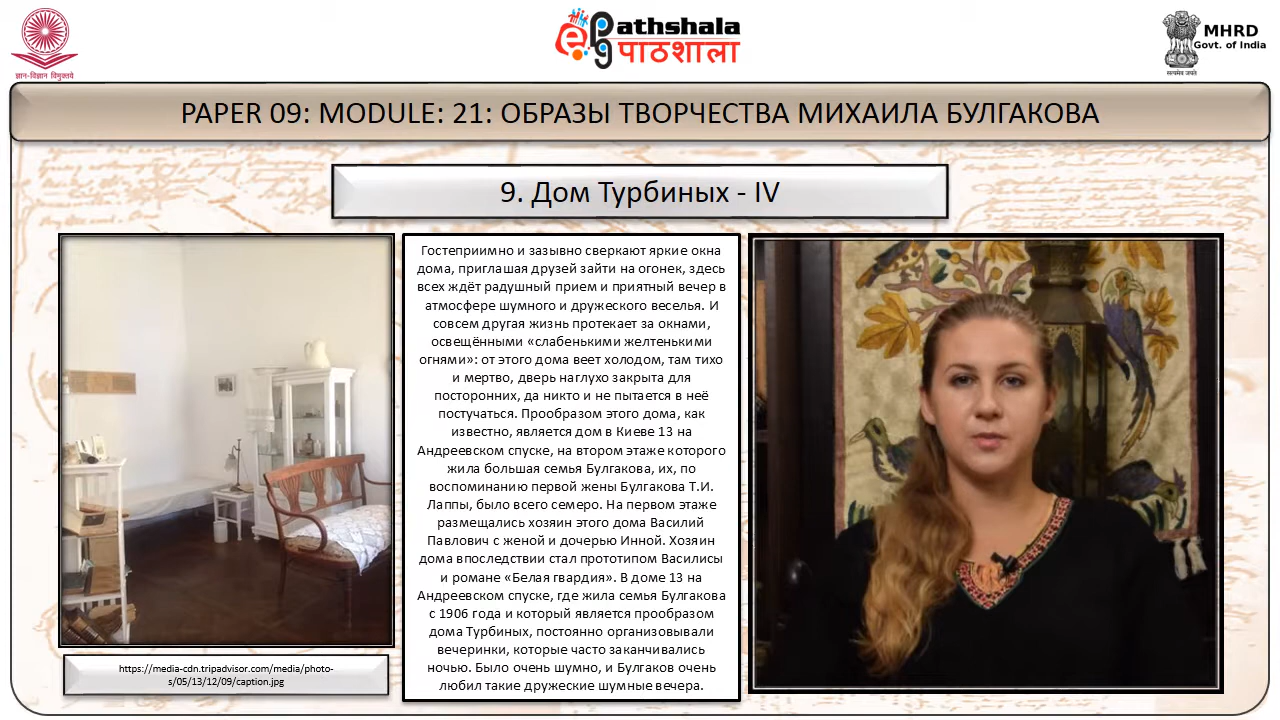 ePathshala
पाठशाला
MHRD
Govt. of India
ज्ञान-विज्ञान विमुक्तये
सत्यमेव जयते
PAPER 09: MODULE: 21: ОБРАЗЫ ТВОРЧЕСТВА МИХАИЛА БУЛГАКОВА
9. Дом Турбиных - IV
Гостеприимно и зазывно сверкают яркие окна
дома, приглашая друзей зайти на огонек, здесь
всех ждёт радушный прием и приятный вечер в
атмосфере шумного и дружеского веселья. И
совсем другая жизнь протекает за окнами,
освещёнными «слабенькими желтенькими
огнями»: от этого дома веет холодом, там тихо
и мертво, дверь наглухо закрыта для
посторонних, да никто и не пытается в неё
постучаться. Прообразом этого дома, как
известно, является дом в Киеве 13 на
Андреевском спуске, на втором этаже которого
жила большая семья Булгакова, их, по
воспоминанию первой жены Булгакова Т.И.
Лаппы, было всего семеро. На первом этаже
размещались хозяин этого дома Василий
Павлович с женой и дочерью Инной. Хозяин
дома впоследствии стал прототипом Василисы
и романе «Белая гвардия». В доме 13 на
Андреевском спуске, где жила семья Булгакова
с 1906 года и который является прообразом
дома Турбиных, постоянно организовывали
вечеринки, которые часто заканчивались
ночью. Было очень шумно, и Булгаков очень
любил такие дружеские шумные вечера.
https://media-cdn.tripadvisor.com/media/photo-
s/05/13/12/09/caption.jpg